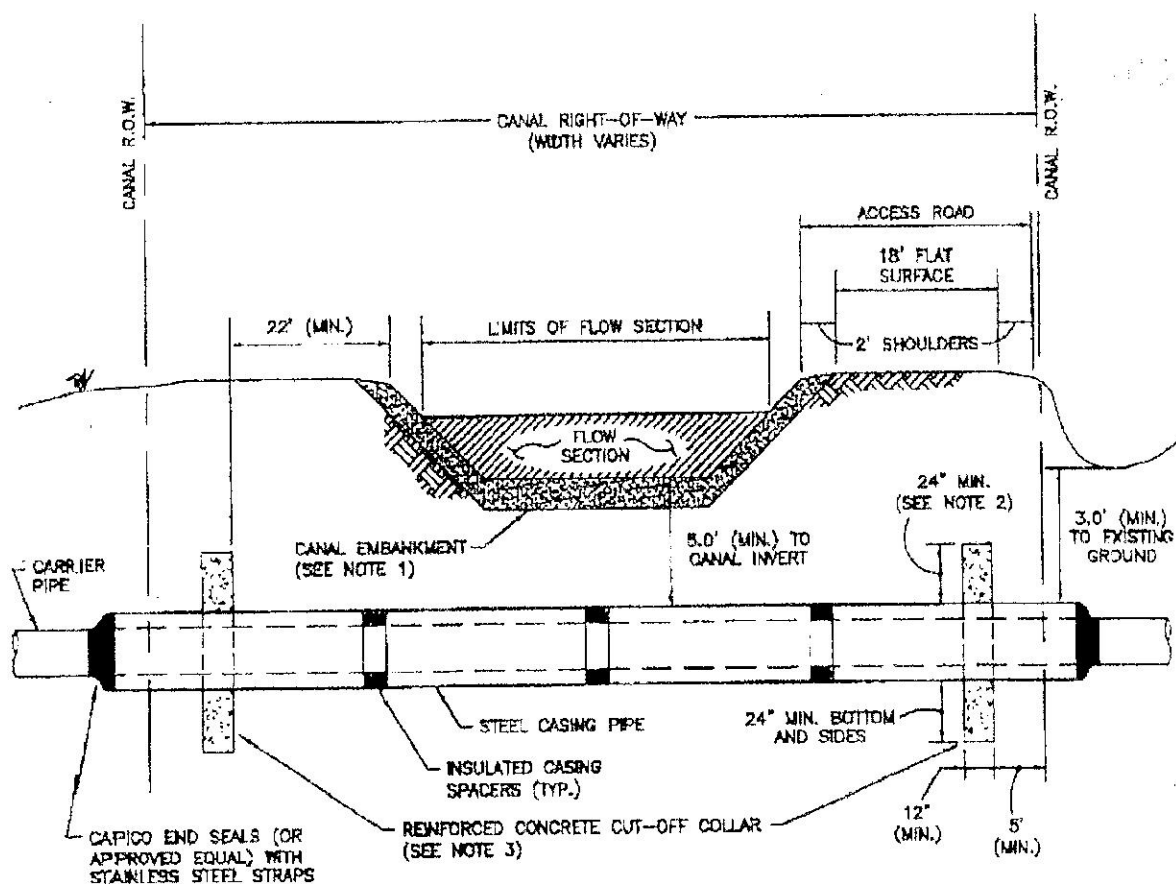 CANAL R.O.W.
CANAL RIGHT-OF-WAY
(WIDTH VARIES)
CANAL R.O.W.
ACCESS ROAD
18' FLAT
SURFACE
22' (MIN.)
LIMITS OF FLOW SECTION
2' SHOULDERS
FLOW
SECTION
24" MIN.
(SEE NOTE 2)
3.0' (MIN.)
TO EXISTING
GROUND
CANAL EMBANKMENT
(SEE NOTE 1)
5.0' (MIN.) TO
CANAL INVERT
CARRIER
PIPE
STEEL CASING PIPE
24" MIN. BOTTOM
AND SIDES
INSULATED CASING
SPACERS (TYP.)
12"
(MIN.)
5'
(MIN.)
CAPICO END SEALS (OR
APPROVED EQUAL) WITH
STAINLESS STEEL STRAPS
REINFORCED CONCRETE CUT-OFF COLLAR
(SEE NOTE 3)